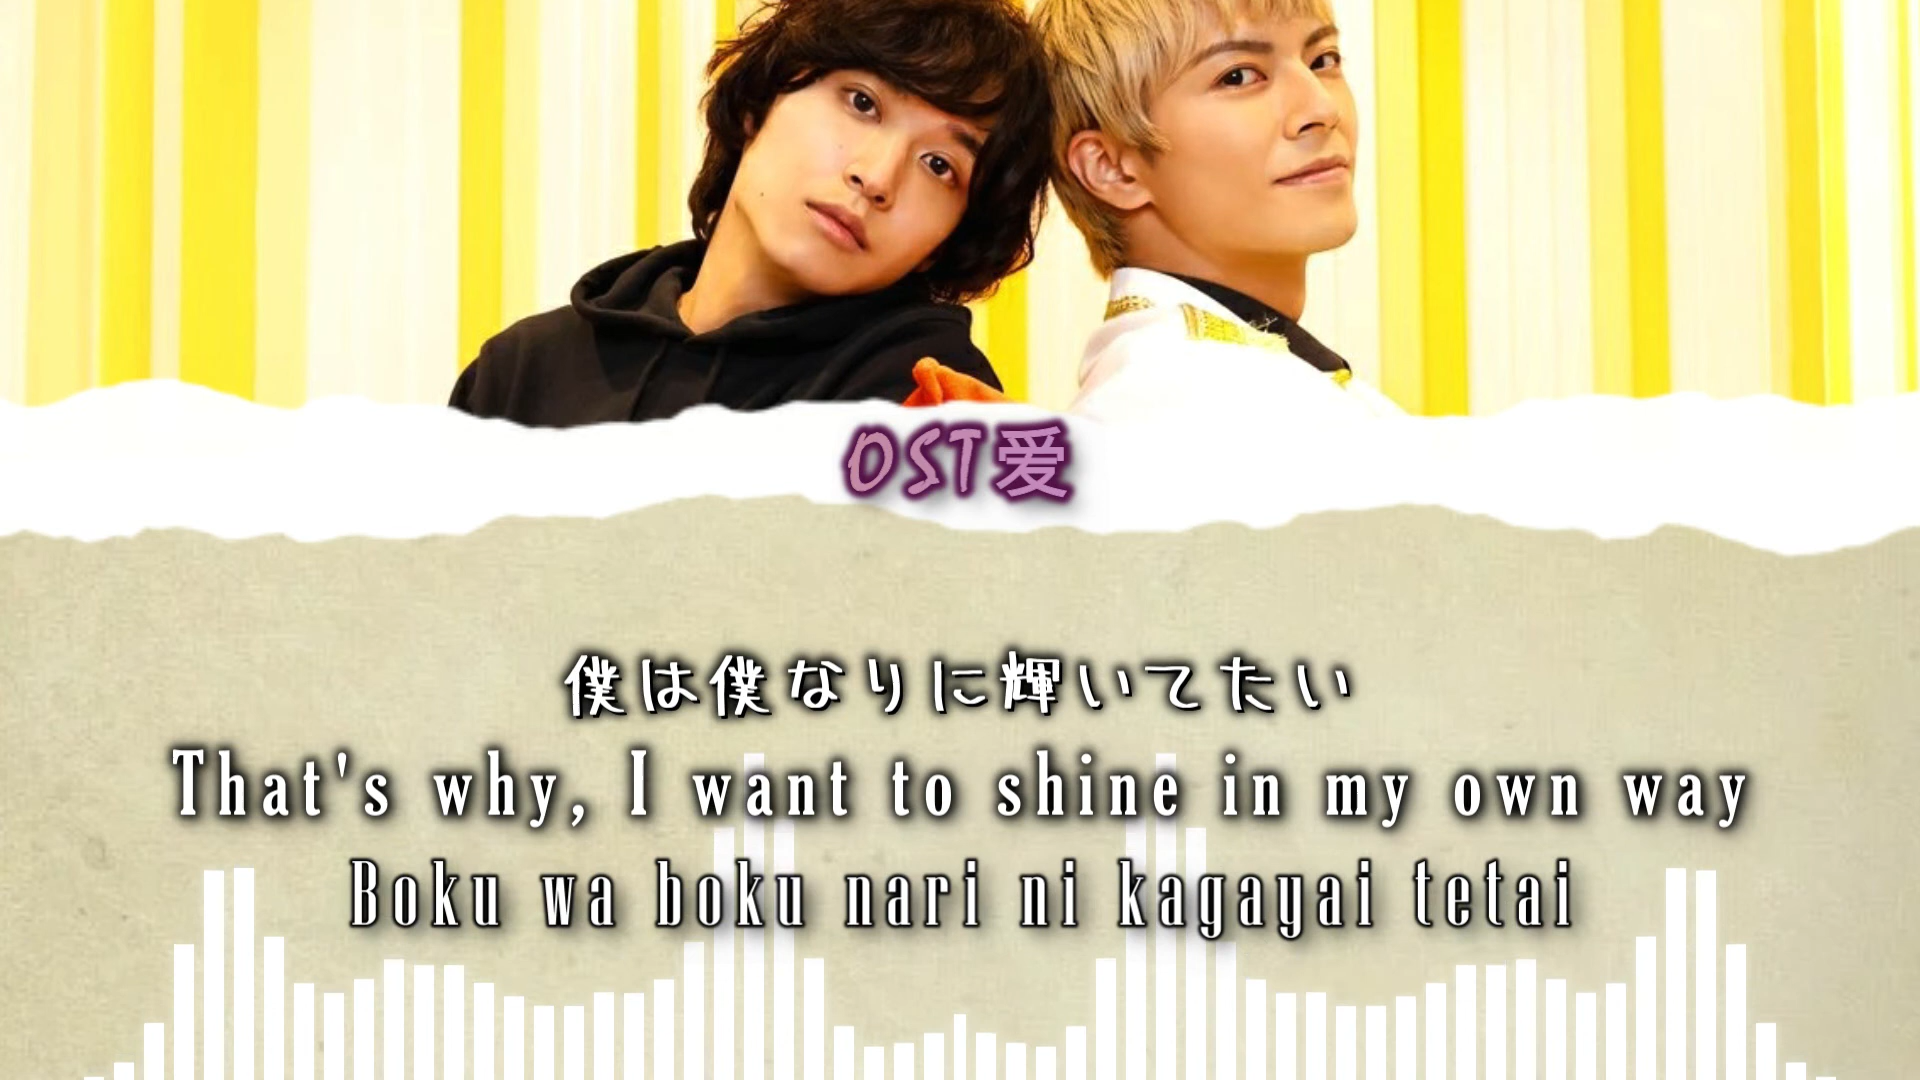 OST爱
僕は僕なりに輝いてたい
That's why, I want to shine in my own way
Boku wa boku nari ni kagayai tetai